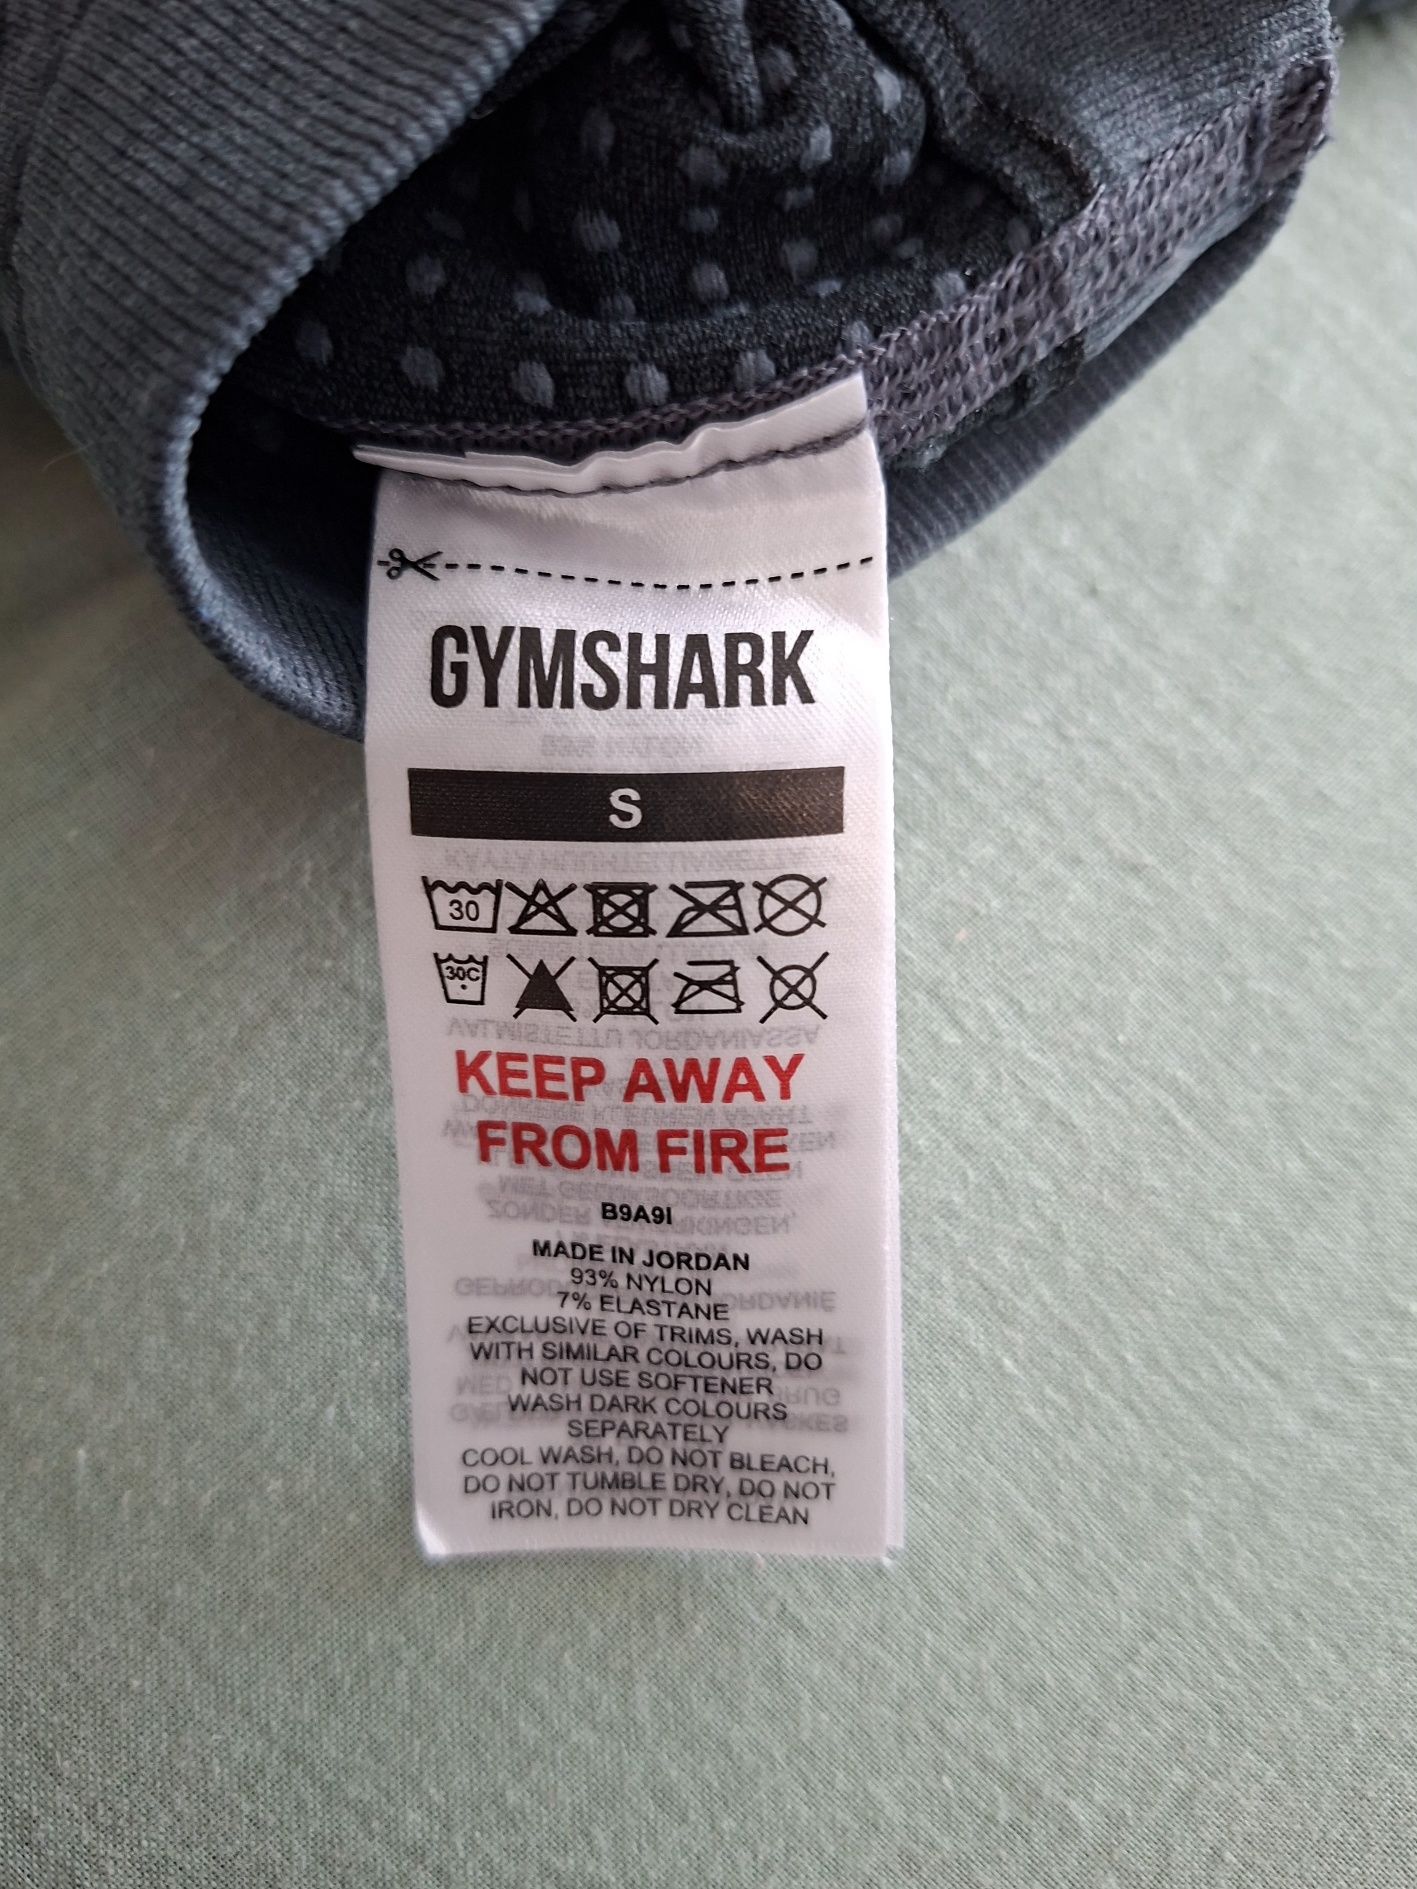 GYMSHARK
S
30
30C
KEEP AWAY
FROM FIRE
B9A9I
MADE IN JORDAN
93% NYLON
7% ELASTANE
EXCLUSIVE OF TRIMS, WASH
WITH SIMILAR COLOURS, DO
NOT USE SOFTENER
WASH DARK COLOURS
SEPARATELY
COOL WASH, DO NOT BLEACH,
DO NOT TUMBLE DRY, DO NOT
IRON, DO NOT DRY CLEAN